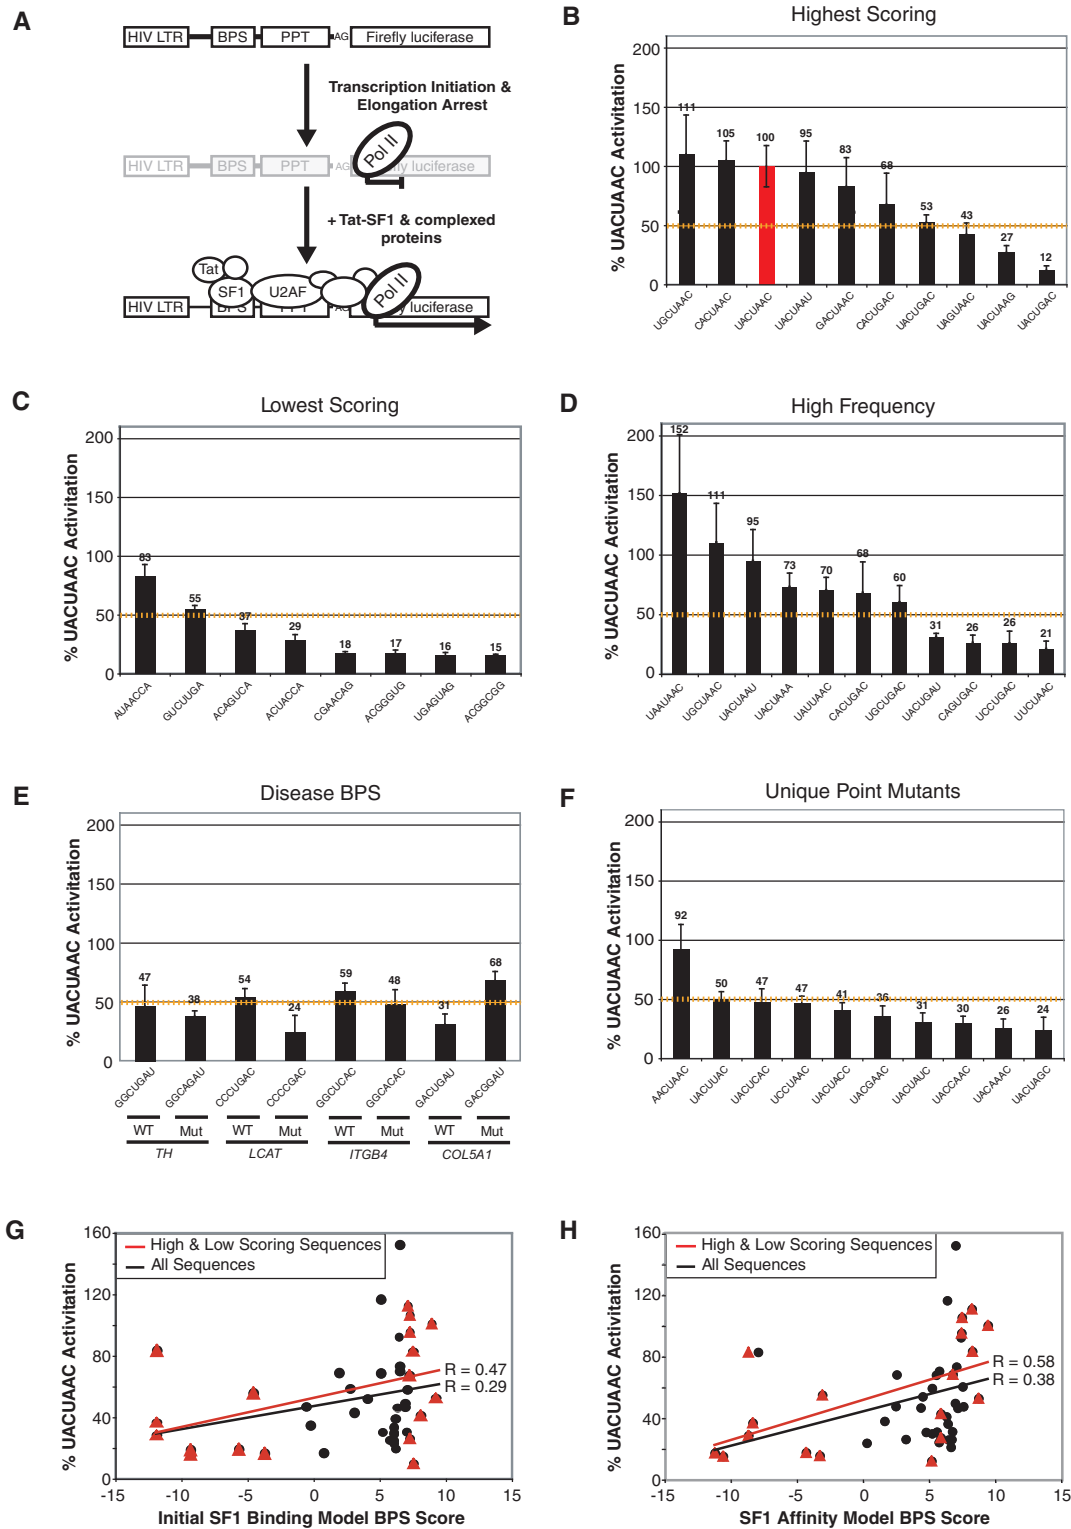 A
HIV LTR BPS PPT AG Firefly luciferase
Transcription Initiation &
Elongation Arrest
HIV LTR BPS PPT AG Pol II luciferase
+ Tat-SF1 & complexed
proteins
Tat
SF1 U2AF Pol II
HIV LTR BPS PPT AG luciferase
B
Highest Scoring
% UACUAAC Activitation
200
150
100
50
0
111 105 100 95 83 68 53 43 27 12
UGCUAAC CACUAAC UACUAAC UACUAAU GACUAAC CACUGAC UACUGAC UAGUAAC UACUAAG UACUGAC
C
Lowest Scoring
% UACUAAC Activitation
200
150
100
50
0
83 55 37 29 18 17 16 15
AUAACCA GUCUUGA ACAGUCA ACUACCA CGAACAG ACGGGUG UGAGUAG ACGGCGG
D
High Frequency
% UACUAAC Activitation
200
150
100
50
0
152 111 95 73 70 68 60 31 26 26 21
UAAUAAC UGCUAAC UACUAAU UACUAAA UAUUAAC CACUGAC UGCUGAC UACUGAU CAGUGAC UCCUGAC UUCUAAC
E
Disease BPS
% UACUAAC Activitation
200
150
100
50
0
47 38 54 24 59 48 31 68
GGCUGAU GGCAGAU CCCUGAC CCCCGAC GGCUCAC GGCACAC GACUGAU GACGGAU
WT Mut WT Mut WT Mut WT Mut
TH LCAT ITGB4 COL5A1
F
Unique Point Mutants
% UACUAAC Activitation
200
150
100
50
0
92 50 47 47 41 36 31 30 26 24
AACUAAC UACUUAC UACUCAC UCCUAAC UACUACC UACGAAC UACUAUC UACCAAC UACAAAC UACUAGC
G
% UACUAAC Activitation
160
120
80
40
0
High & Low Scoring Sequences
All Sequences
R = 0.47
R = 0.29
-15 -10 -5 0 5 10 15
Initial SF1 Binding Model BPS Score
H
% UACUAAC Activitation
160
120
80
40
0
High & Low Scoring Sequences
All Sequences
R = 0.58
R = 0.38
-15 -10 -5 0 5 10 15
SF1 Affinity Model BPS Score